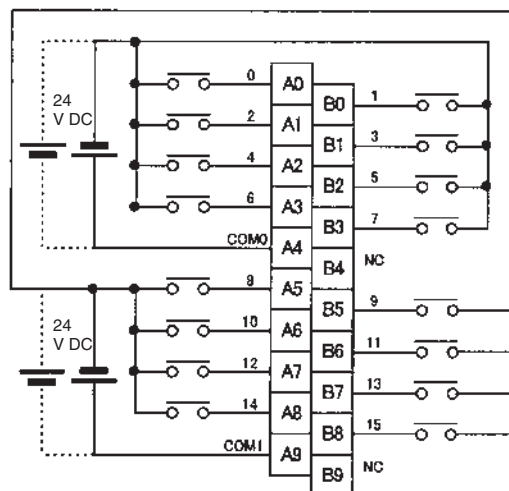 0 A0
B0 1
24
V DC
2 A1
B1 3
4 A2
B2 5
6 A3
B3 7
COM0 A4
B4 NC
8 A5
B5 9
24
V DC
10 A6
B6 11
12 A7
B7 13
14 A8
B8 15
COM1 A9
B9 NC